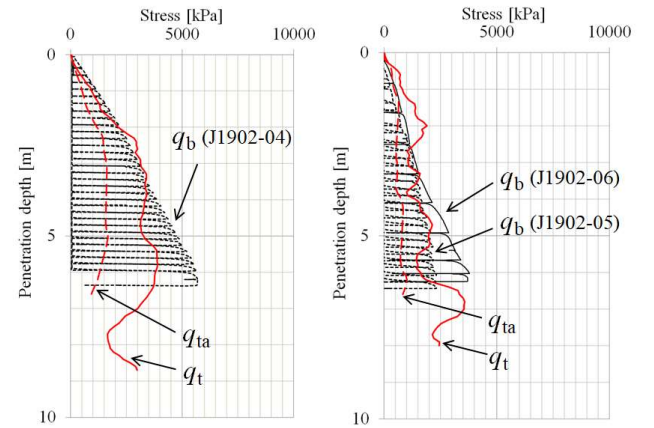 Stress [kPa]
0 5000 10000
0
5
10
Penetration depth [m]
qb (J1902-04)
qta
qt
Stress [kPa]
0 5000 10000
0
5
10
Penetration depth [m]
qb (J1902-06)
qb (J1902-05)
qta
qt